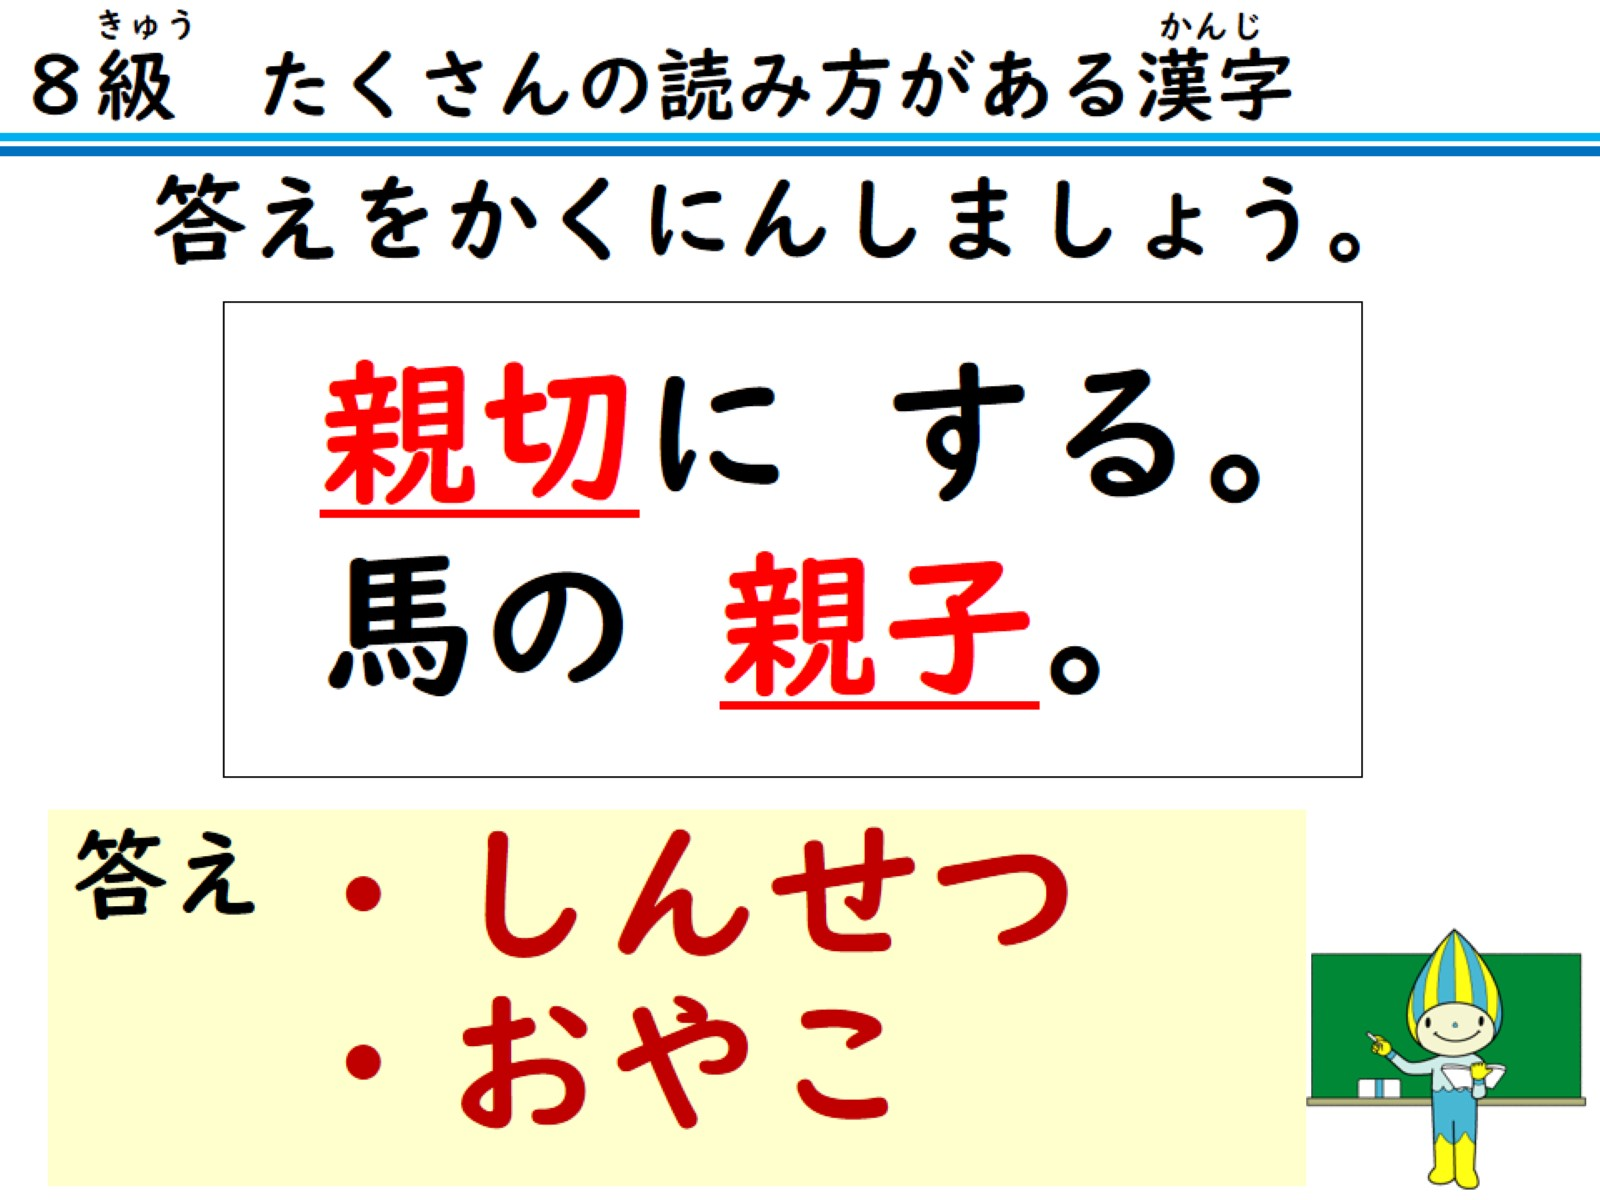 きゅう かんじ
８級　たくさんの読み方がある漢字
答えをかくにんしましょう。
親切に する。
馬の 親子。
答え ・しんせつ
・おやこ